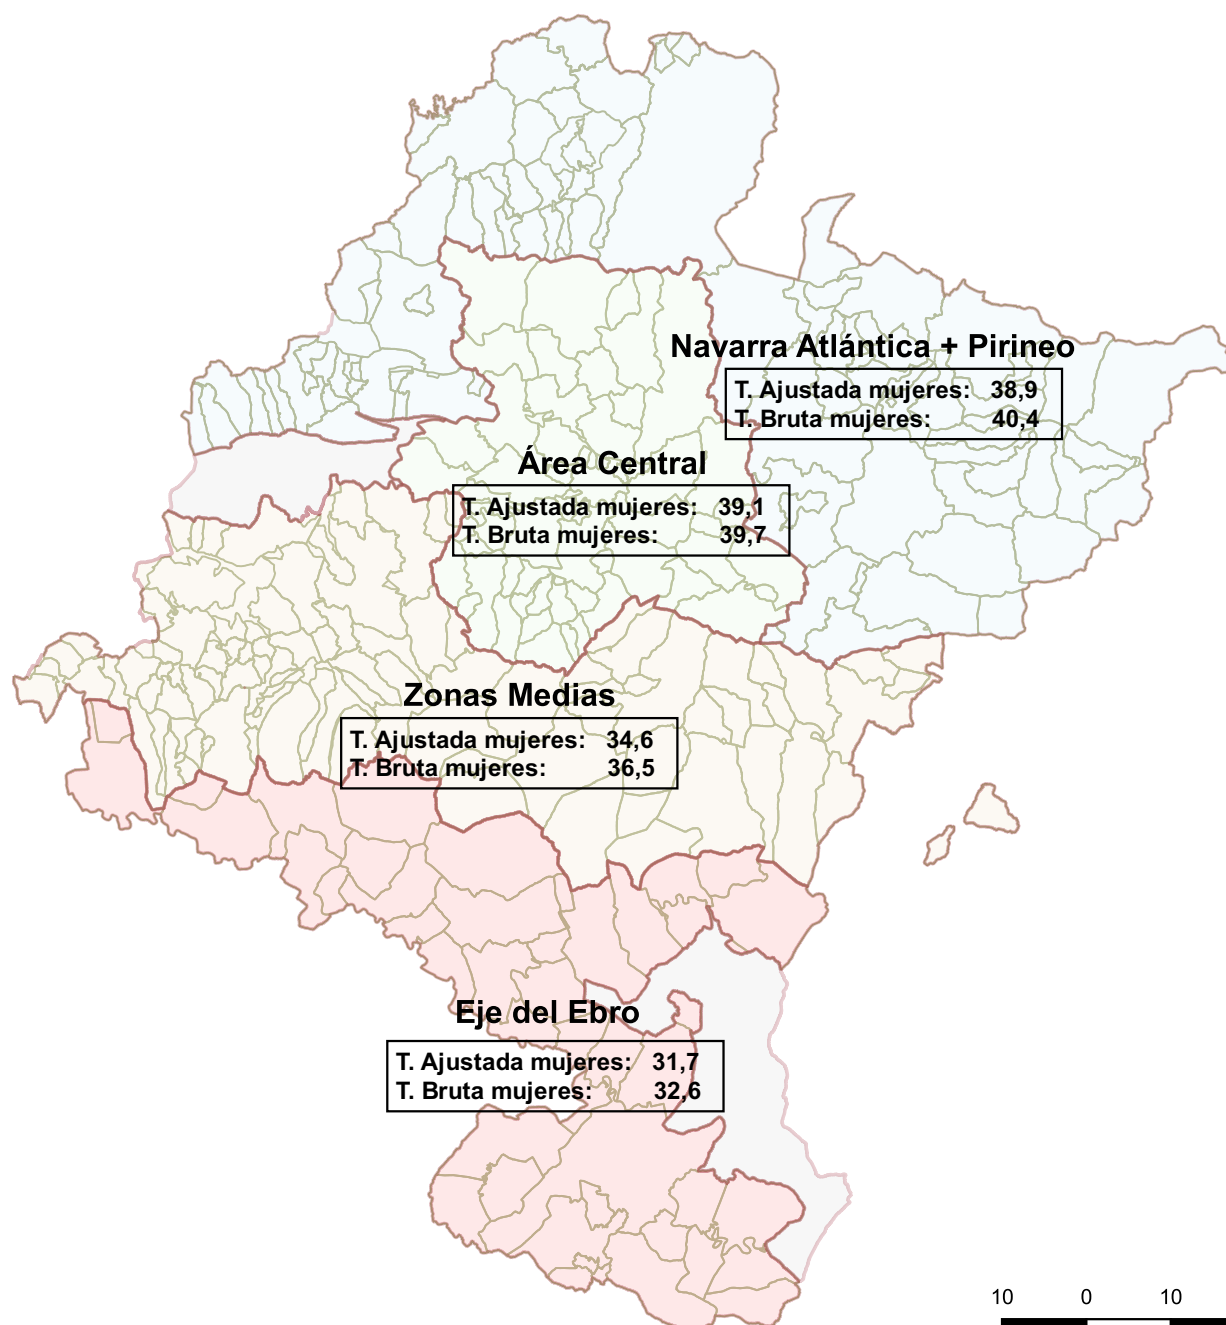 Navarra Atlántica + Pirineo
T. Ajustada mujeres: 38,9
T. Bruta mujeres: 40,4
Área Central
T. Ajustada mujeres: 39,1
T. Bruta mujeres: 39,7
Zonas Medias
T. Ajustada mujeres: 34,6
T. Bruta mujeres: 36,5
Eje del Ebro
T. Ajustada mujeres: 31,7
T. Bruta mujeres: 32,6
10 0 10